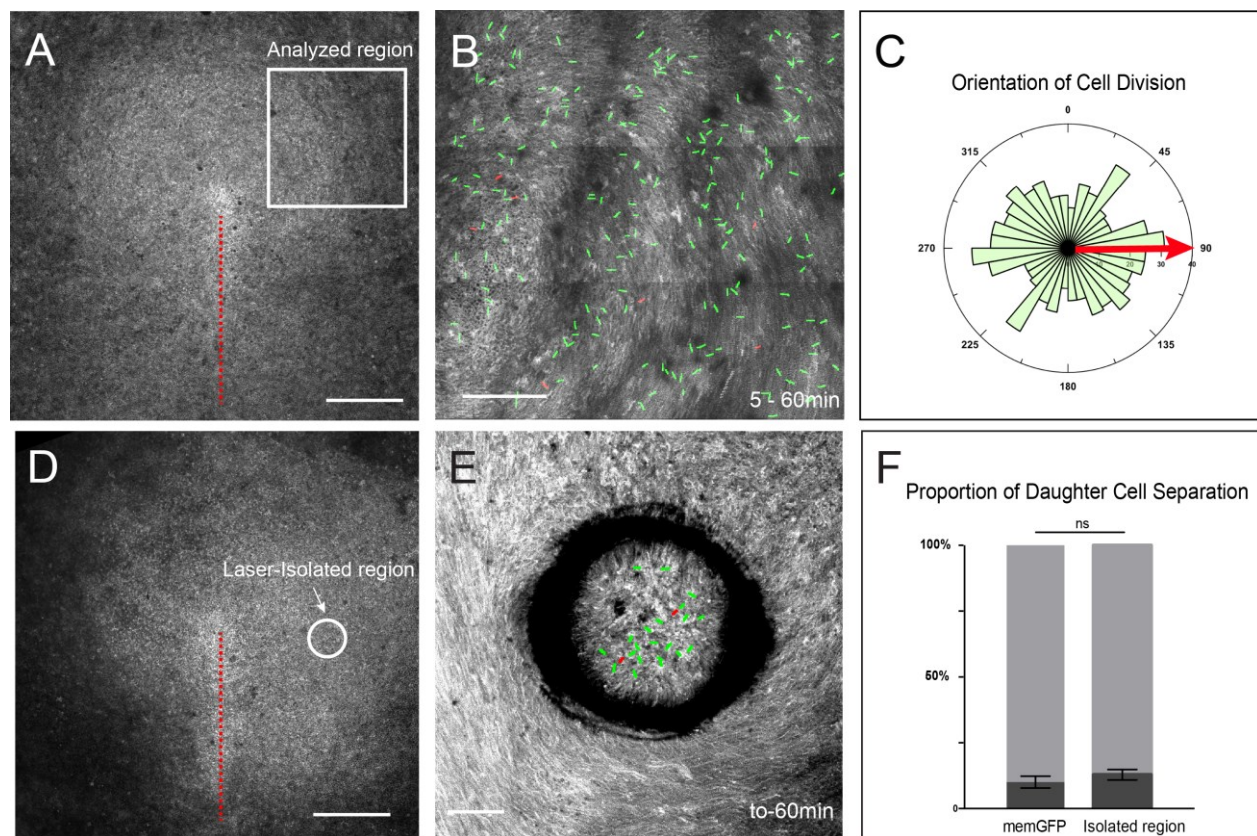 A
Analyzed region
B
5 - 60min
C
Orientation of Cell Division
0
45
90
135
180
225
270
315
20
30
40
D
Laser-Isolated region
E
to-60min
F
Proportion of Daughter Cell Separation
ns
100%
50%
0
memGFP
Isolated region